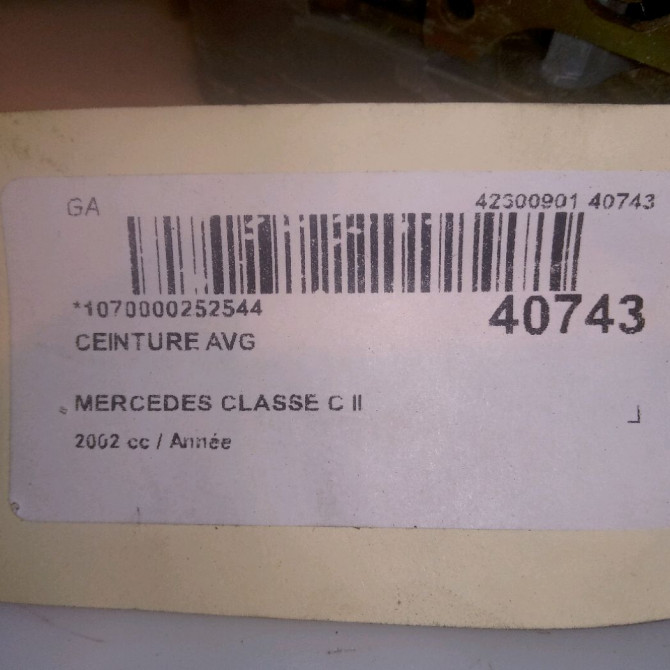 GA
42300901 40743
*1070000252544
40743
CEINTURE AVG
MERCEDES CLASSE C II
2002 cc / Année